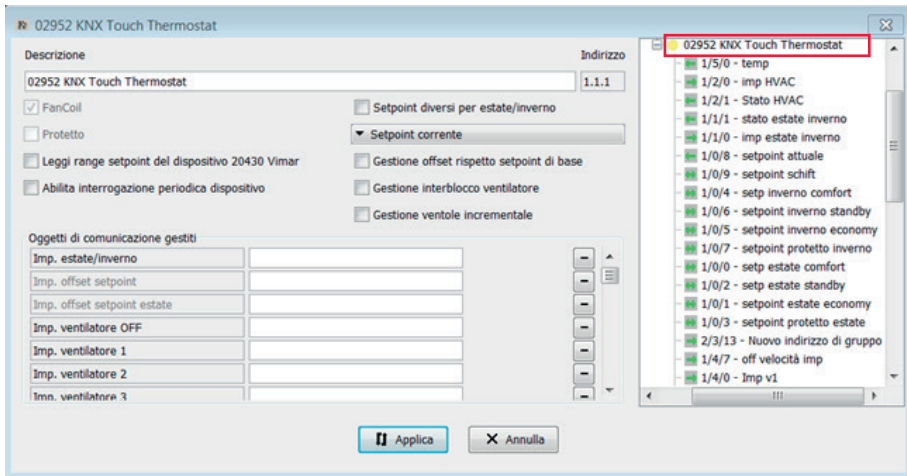 02952 KNX Touch Thermostat
Descrizione
Indirizzo
02952 KNX Touch Thermostat
1.1.1
FanCoil
Setpoint diversi per estate/inverno
Protetto
Setpoint corrente
Leggi range setpoint del dispositivo 20430 Vimar
Gestione offset rispetto setpoint di base
Abilita interrogazione periodica dispositivo
Gestione interblocco ventilatore
Gestione ventole incrementale
Oggetti di comunicazione gestiti
Imp. estate/inverno
Imp. offset setpoint
Imp. offset setpoint estate
Imp. ventilatore OFF
Imp. ventilatore 1
Imp. ventilatore 2
Imp. ventilatore 3
02952 KNX Touch Thermostat
1/5/0 - temp
1/2/0 - imp HVAC
1/2/1 - Stato HVAC
1/1/1 - stato estate inverno
1/1/0 - imp estate inverno
1/0/8 - setpoint attuale
1/0/9 - setpoint schift
1/0/4 - setp inverno comfort
1/0/6 - setpoint inverno standby
1/0/5 - setpoint inverno economy
1/0/7 - setpoint protetto inverno
1/0/0 - setp estate comfort
1/0/2 - setp estate standby
1/0/1 - setpoint estate economy
1/0/3 - setpoint protetto estate
2/3/13 - Nuovo indirizzo di gruppo
1/4/7 - off velocità imp
1/4/0 - Imp v1
Applica
Annulla